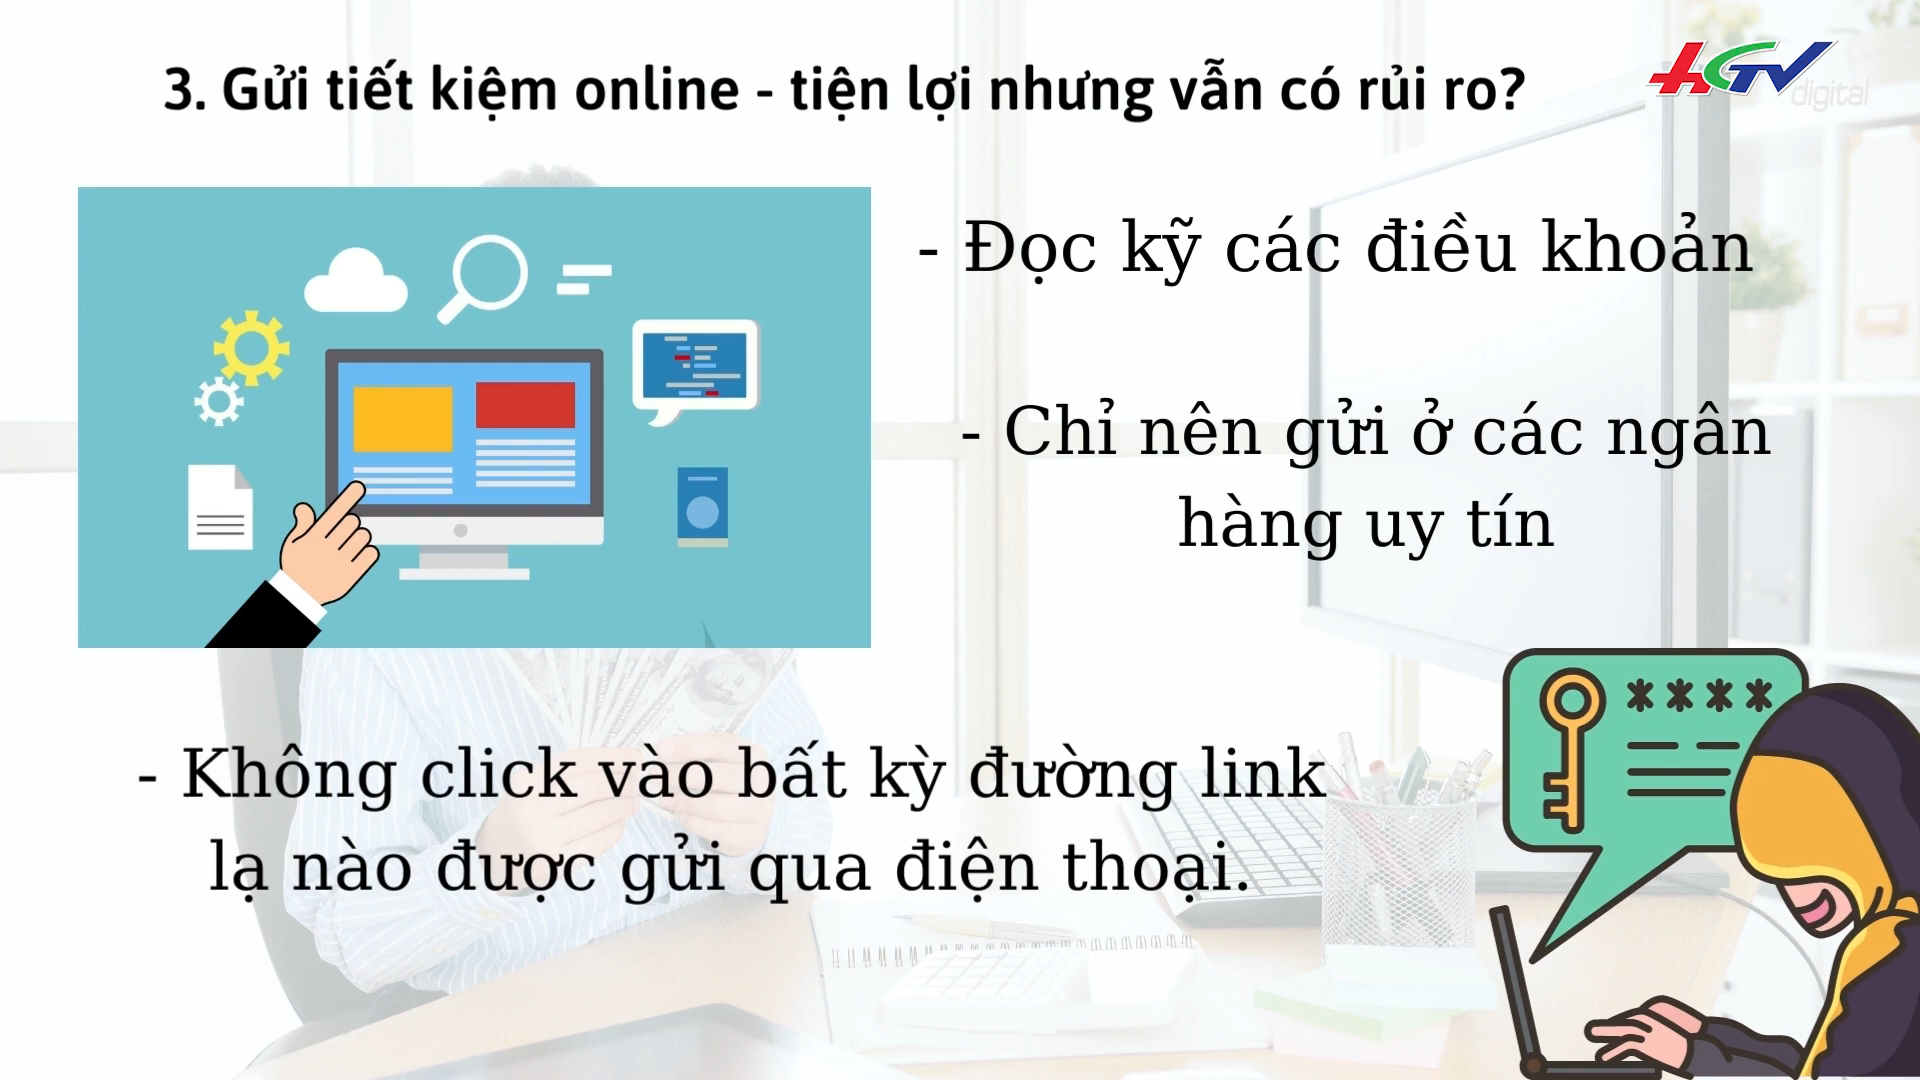 3. Gửi tiết kiệm online - tiện lợi nhưng vẫn có rủi ro?
HGTV
digital
- Đọc kỹ các điều khoản
- Chỉ nên gửi ở các ngân
hàng uy tín
****
- Không click vào bất kỳ đường link
lạ nào được gửi qua điện thoại.